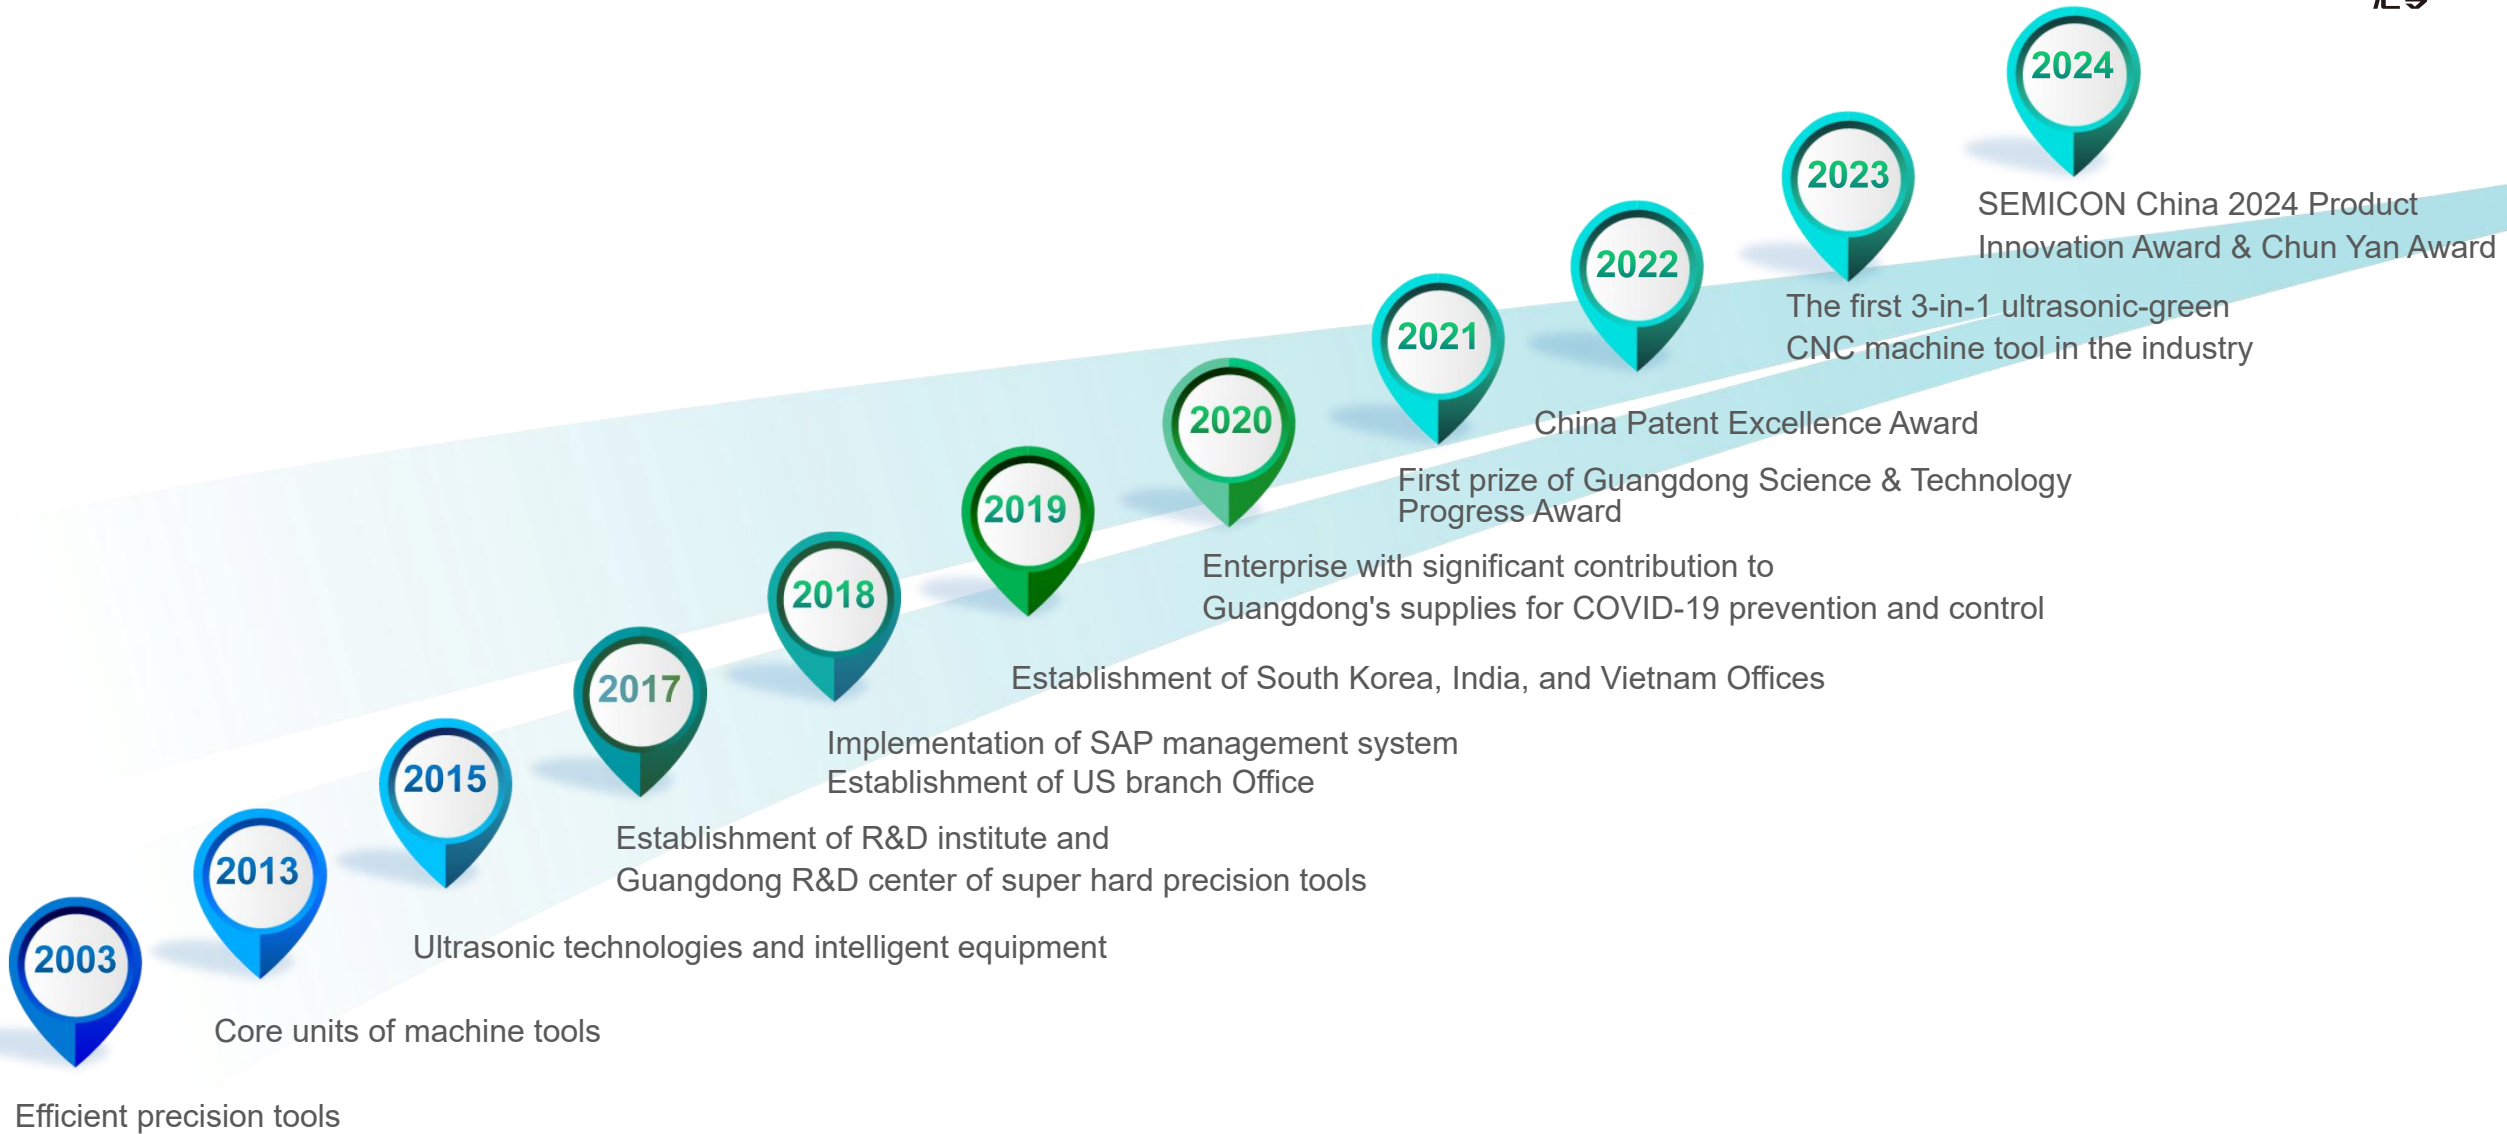 2003
Efficient precision tools
2013
Core units of machine tools
2015
Ultrasonic technologies and intelligent equipment
2017
Establishment of R&D institute and
Guangdong R&D center of super hard precision tools
2018
Implementation of SAP management system
Establishment of US branch Office
2019
Establishment of South Korea, India, and Vietnam Offices
2020
Enterprise with significant contribution to
Guangdong's supplies for COVID-19 prevention and control
2021
First prize of Guangdong Science & Technology
Progress Award
2022
China Patent Excellence Award
2023
The first 3-in-1 ultrasonic-green
CNC machine tool in the industry
2024
SEMICON China 2024 Product
Innovation Award & Chun Yan Award